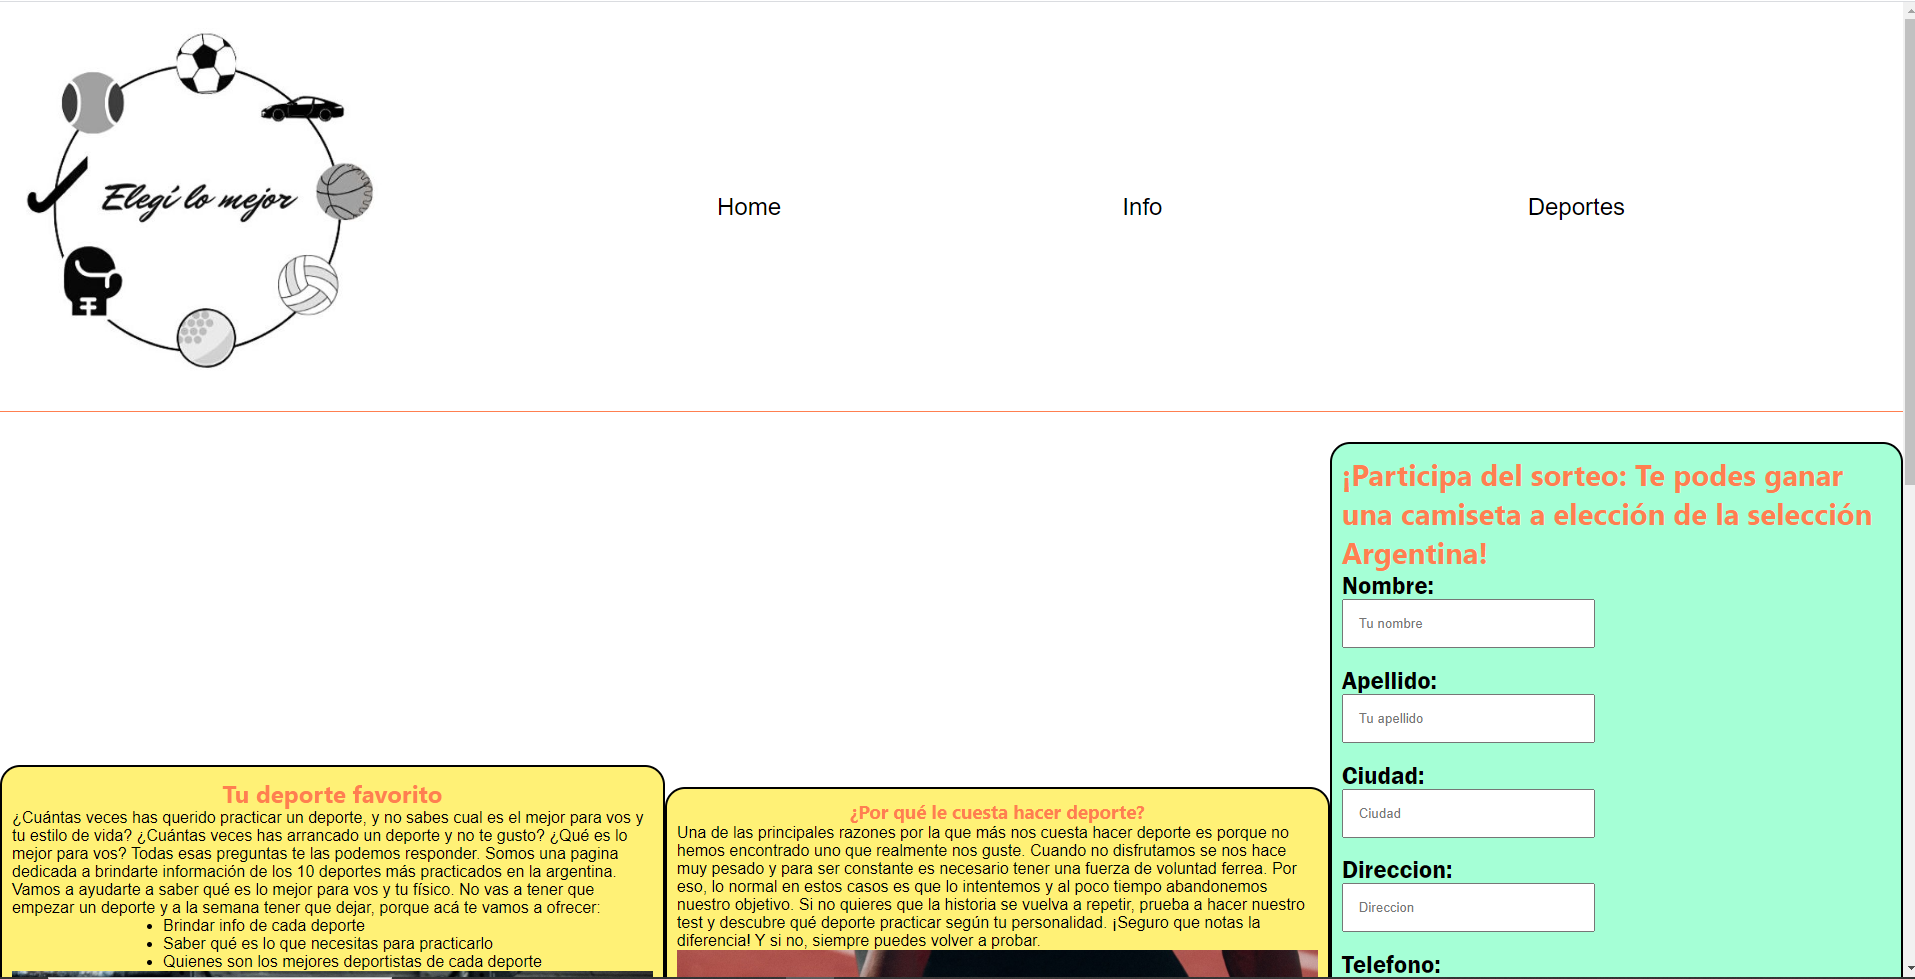 Elegí lo mejor
Home
Info
Deportes
Tu deporte favorito
¿Cuántas veces has querido practicar un deporte, y no sabes cual es el mejor para vos y
tu estilo de vida? ¿Cuántas veces has arrancado un deporte y no te gusto? ¿Qué es lo
mejor para vos? Todas esas preguntas te las podemos responder. Somos una pagina
dedicada a brindarte información de los 10 deportes más practicados en la argentina.
Vamos a ayudarte a saber qué es lo mejor para vos y tu físico. No vas a tener que
empezar un deporte y a la semana tener que dejar, porque acá te vamos a ofrecer:
• Brindar info de cada deporte
• Saber qué es lo que necesitas para practicarlo
• Quienes son los mejores deportistas de cada deporte
¿Por qué le cuesta hacer deporte?
Una de las principales razones por la que más nos cuesta hacer deporte es porque no
hemos encontrado uno que realmente nos guste. Cuando no disfrutamos se nos hace
muy pesado y para ser constante es necesario tener una fuerza de voluntad ferrea. Por
eso, lo normal en estos casos es que lo intentemos y al poco tiempo abandonemos
nuestro objetivo. Si no quieres que la historia se vuelva a repetir, prueba a hacer nuestro
test y descubre qué deporte practicar según tu personalidad. ¡Seguro que notas la
diferencia! Y si no, siempre puedes volver a probar.
¡Participa del sorteo: Te podes ganar
una camiseta a elección de la selección
Argentina!
Nombre:
Tu nombre
Apellido:
Tu apellido
Ciudad:
Ciudad
Direccion:
Direccion
Telefono: